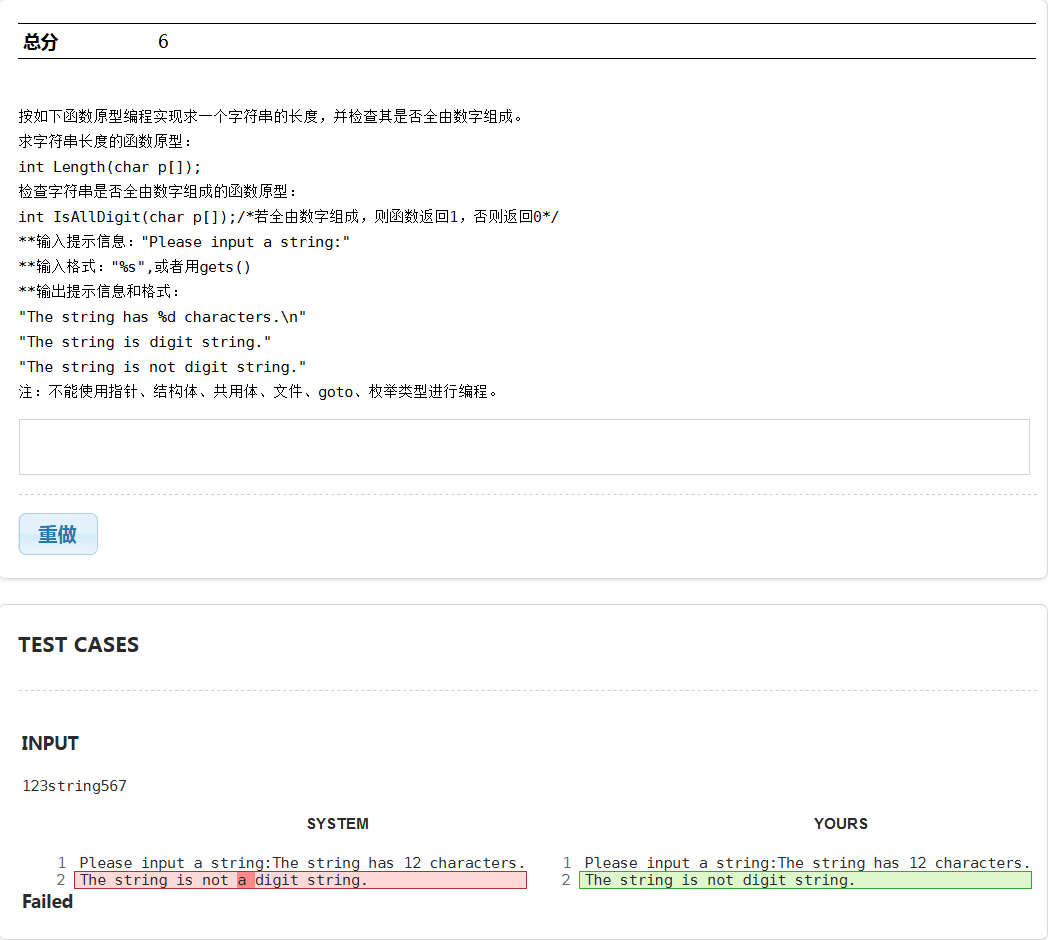 总分 6
按如下函数原型编程实现求一个字符串的长度，并检查其是否全由数字组成。
求字符串长度的函数原型：
int Length(char p[]);
检查字符串是否全由数字组成的函数原型：
int IsAllDigit(char p[]);/*若全由数字组成，则函数返回1，否则返回0*/
**输入提示信息："Please input a string:"
**输入格式："%s",或者用gets()
**输出提示信息和格式：
"The string has %d characters.\n"
"The string is digit string."
"The string is not digit string."
注：不能使用指针、结构体、共用体、文件、goto、枚举类型进行编程。
重做
TEST CASES
INPUT
123string567
SYSTEM YOURS
1 Please input a string:The string has 12 characters. 1 Please input a string:The string has 12 characters.
2 The string is not a digit string. 2 The string is not digit string.
Failed